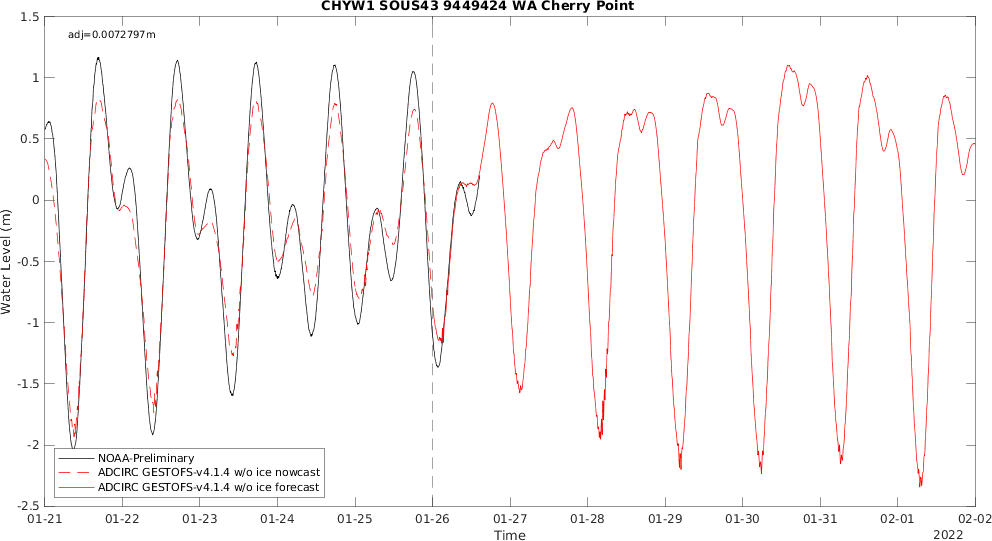 CHYW1 SOUS43 9449424 WA Cherry Point
adj=0.0072797m
1.5
1
0.5
0
-0.5
-1
-1.5
-2
-2.5
Water Level (m)
NOAA-Preliminary
ADCIRC GESTOFS-v4.1.4 w/o ice nowcast
ADCIRC GESTOFS-v4.1.4 w/o ice forecast
01-21 01-22 01-23 01-24 01-25 01-26 01-27 01-28 01-29 01-30 01-31 02-01 02-02
Time
2022